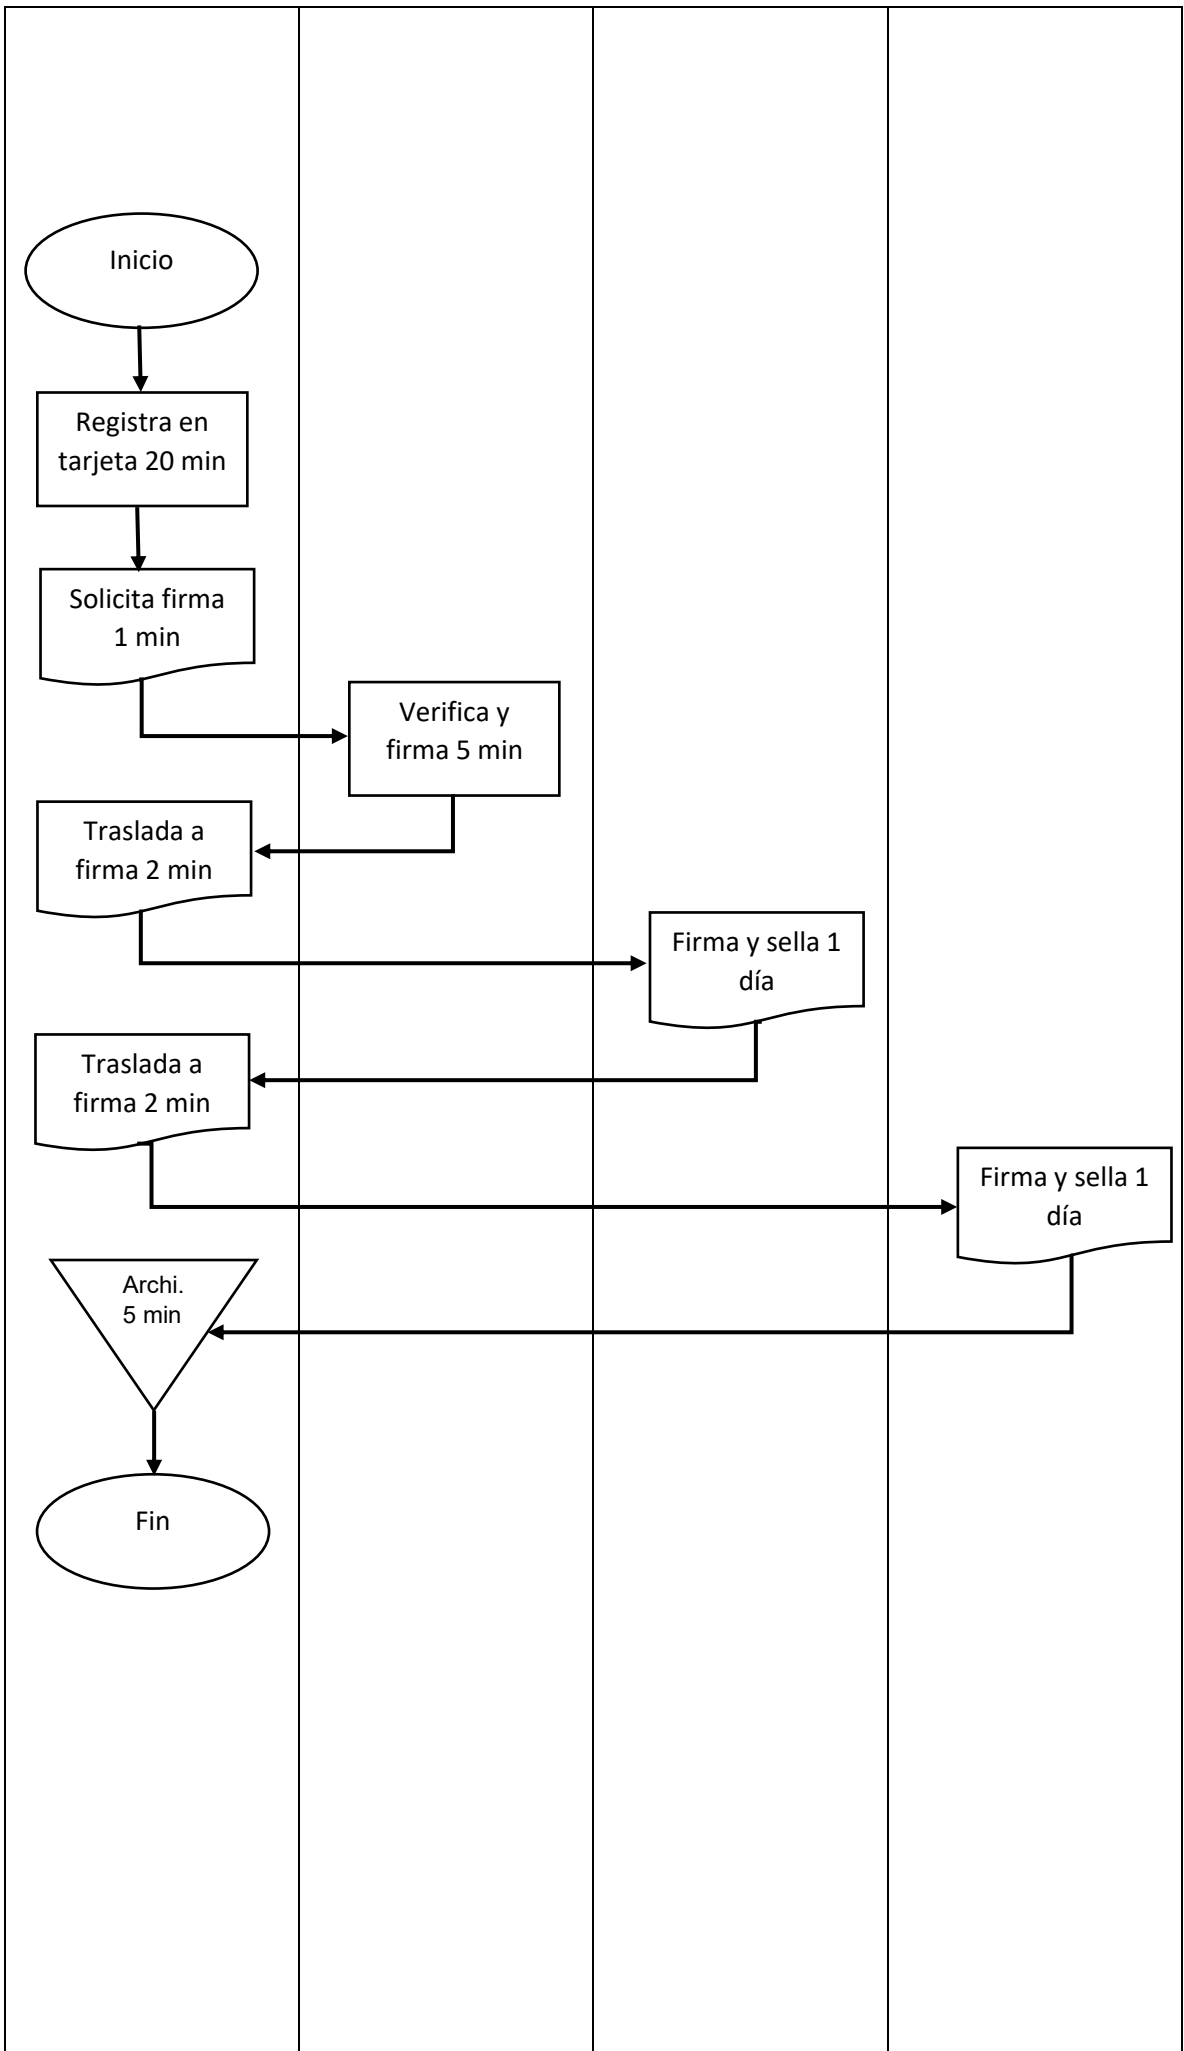 Inicio
Registra en
tarjeta 20 min
Solicita firma
1 min
Verifica y
firma 5 min
Traslada a
firma 2 min
Firma y sella 1
día
Traslada a
firma 2 min
Firma y sella 1
día
Archi.
5 min
Fin